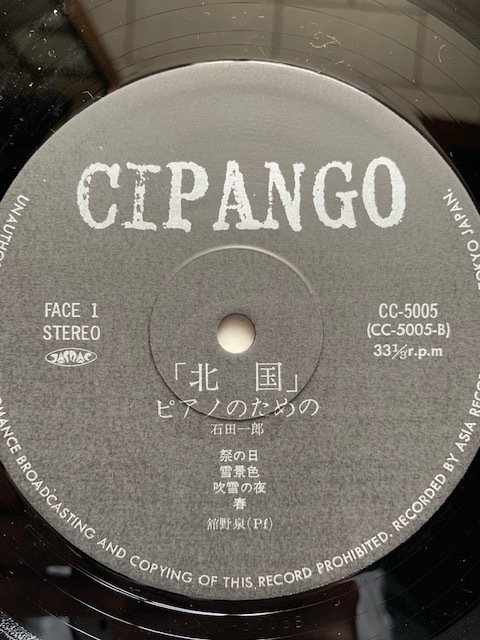 CIPANGO
FACE 1
STEREO
JASRAC
CC-5005
(CC-5005-B)
33⅓r.p.m
「北 国」
ピアノのための
石田一郎
祭の日
雪景色
吹雪の夜
春
舘野泉(Pf)
BROADCASTING AND COPYING OF THIS RECORD PROHIBITED. RECORDED BY ASIA
TOKYO JAPAN.